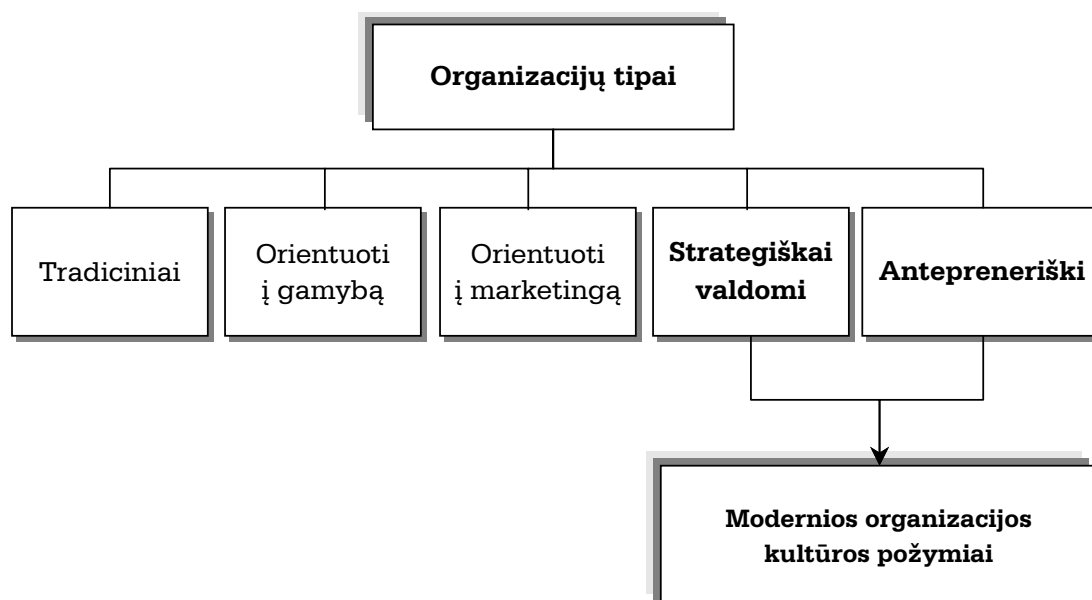 Organizacijų tipai
Tradiciniai
Orientuoti
į gamybą
Orientuoti
į marketingą
Strategiškai
valdomi
Antepreneriški
Modernios organizacijos
kultūros požymiai